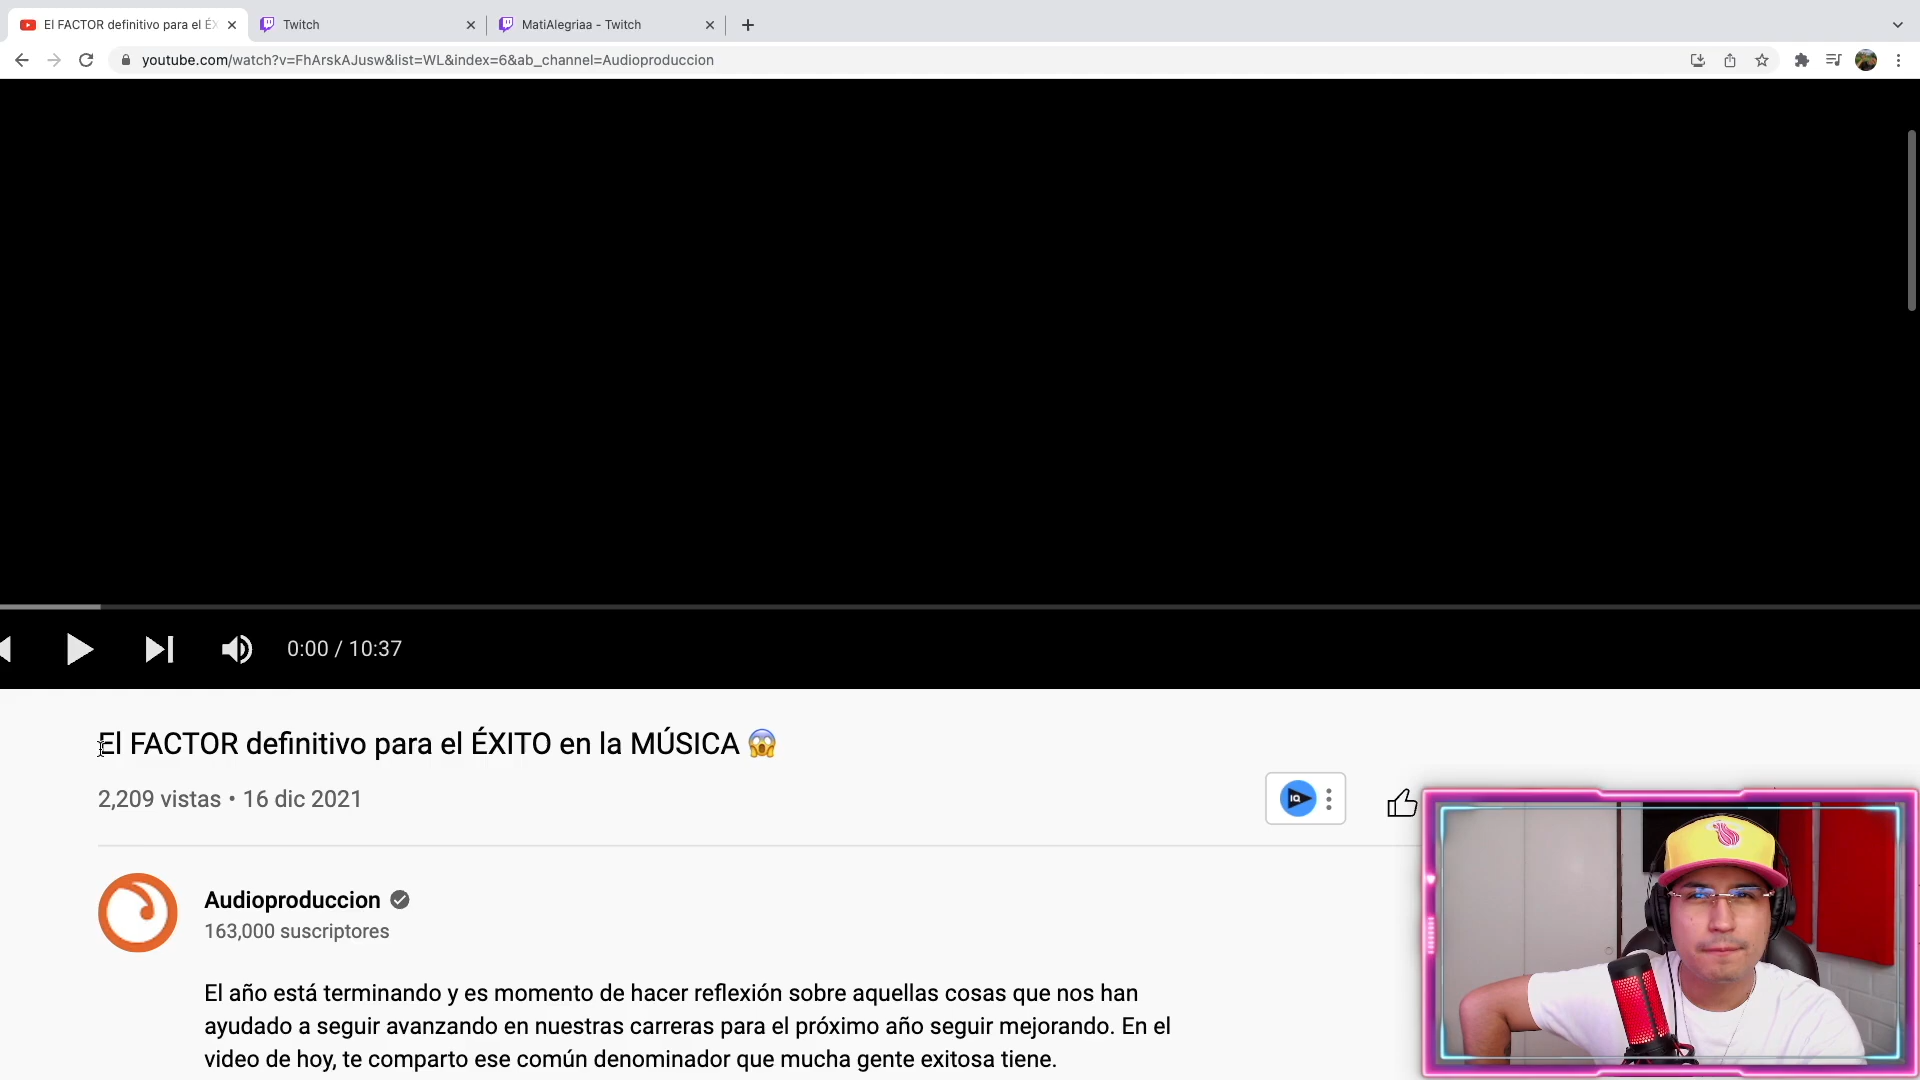 El FACTOR definitivo para el ÉX
Twitch
MatiAlegriaa - Twitch
youtube.com/watch?v=FhArskAJusw&list=WL&index=6&ab_channel=Audioproduccion
0:00 / 10:37
El FACTOR definitivo para el ÉXITO en la MÚSICA 😱
2,209 vistas • 16 dic 2021
IQ
Audioproduccion
163,000 suscriptores
El año está terminando y es momento de hacer reflexión sobre aquellas cosas que nos han
ayudado a seguir avanzando en nuestras carreras para el próximo año seguir mejorando. En el
video de hoy, te comparto ese común denominador que mucha gente exitosa tiene.